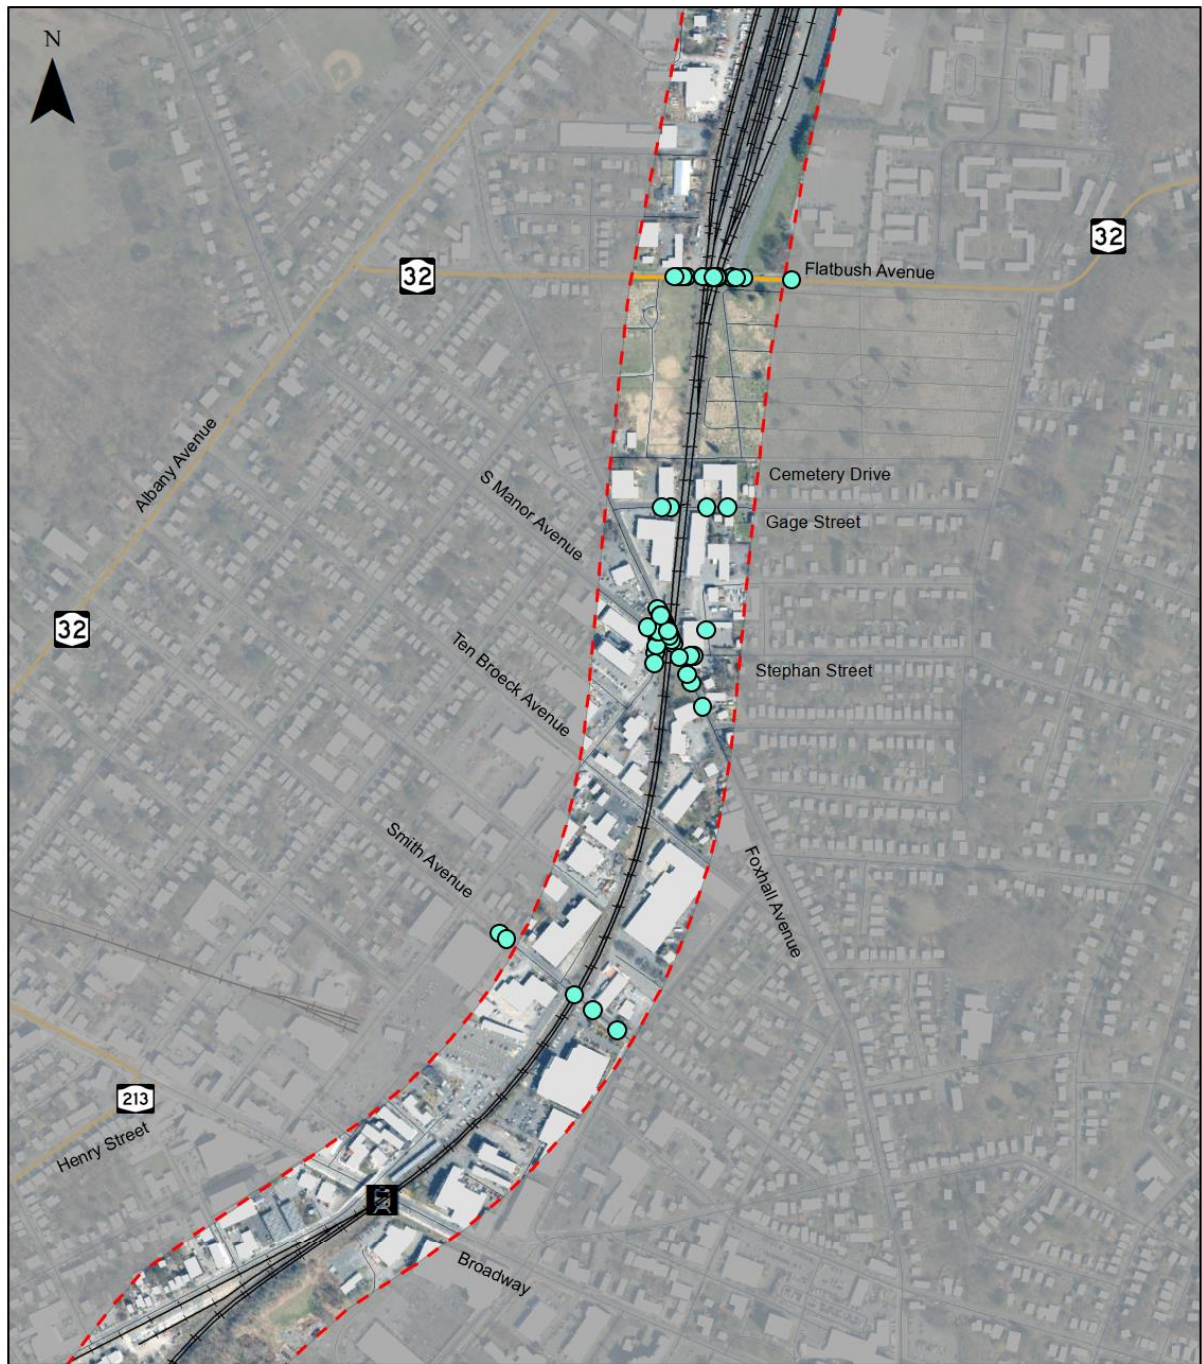 N
32
32
Flatbush Avenue
Albany Avenue
S Manor Avenue
Cemetery Drive
Gage Street
32
Ten Broeck Avenue
Stephan Street
Smith Avenue
Foxhall Avenue
213
Henry Street
Broadway